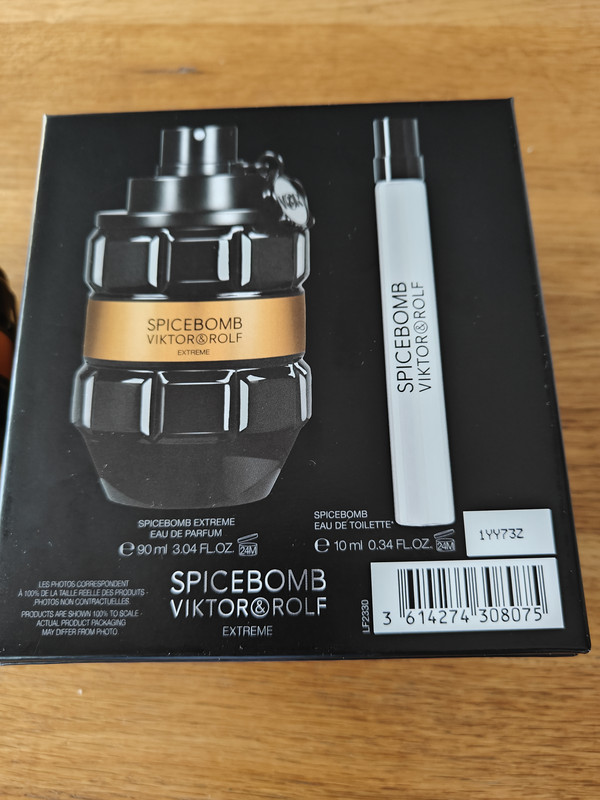 SPICEBOMB
VIKTOR&ROLF
EXTREME
SPICEBOMB
VIKTOR&ROLF
SPICEBOMB EXTREME
EAU DE PARFUM
℮ 90 ml 3.04 FL.OZ. 24M
SPICEBOMB
EAU DE TOILETTE*
℮ 10 ml 0.34 FL.OZ. 24M
1YY73Z
LES PHOTOS CORRESPONDENT
À 100% DE LA TAILLE RÉELLE DES PRODUITS -
PHOTOS NON CONTRACTUELLES.
PRODUCTS ARE SHOWN 100% TO SCALE -
ACTUAL PRODUCT PACKAGING
MAY DIFFER FROM PHOTO.
SPICEBOMB
VIKTOR&ROLF
EXTREME
LF2330
3 614274 308075